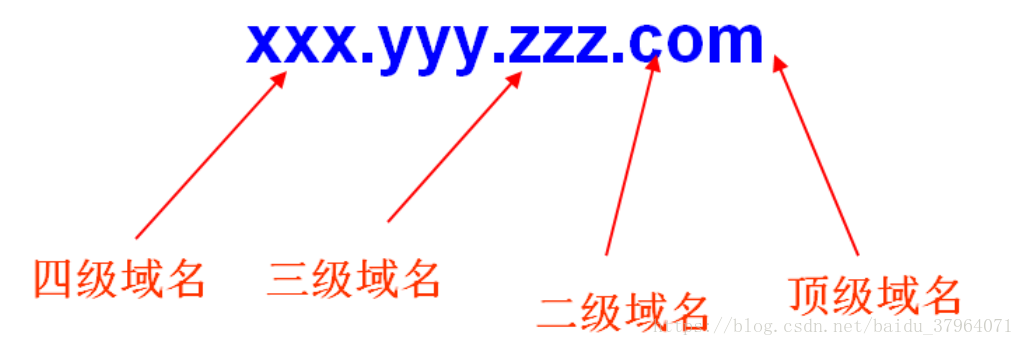 xxx.yyy.zzz.com
四级域名
三级域名
二级域名
顶级域名
https://blog.csdn.net/baidu_37964071